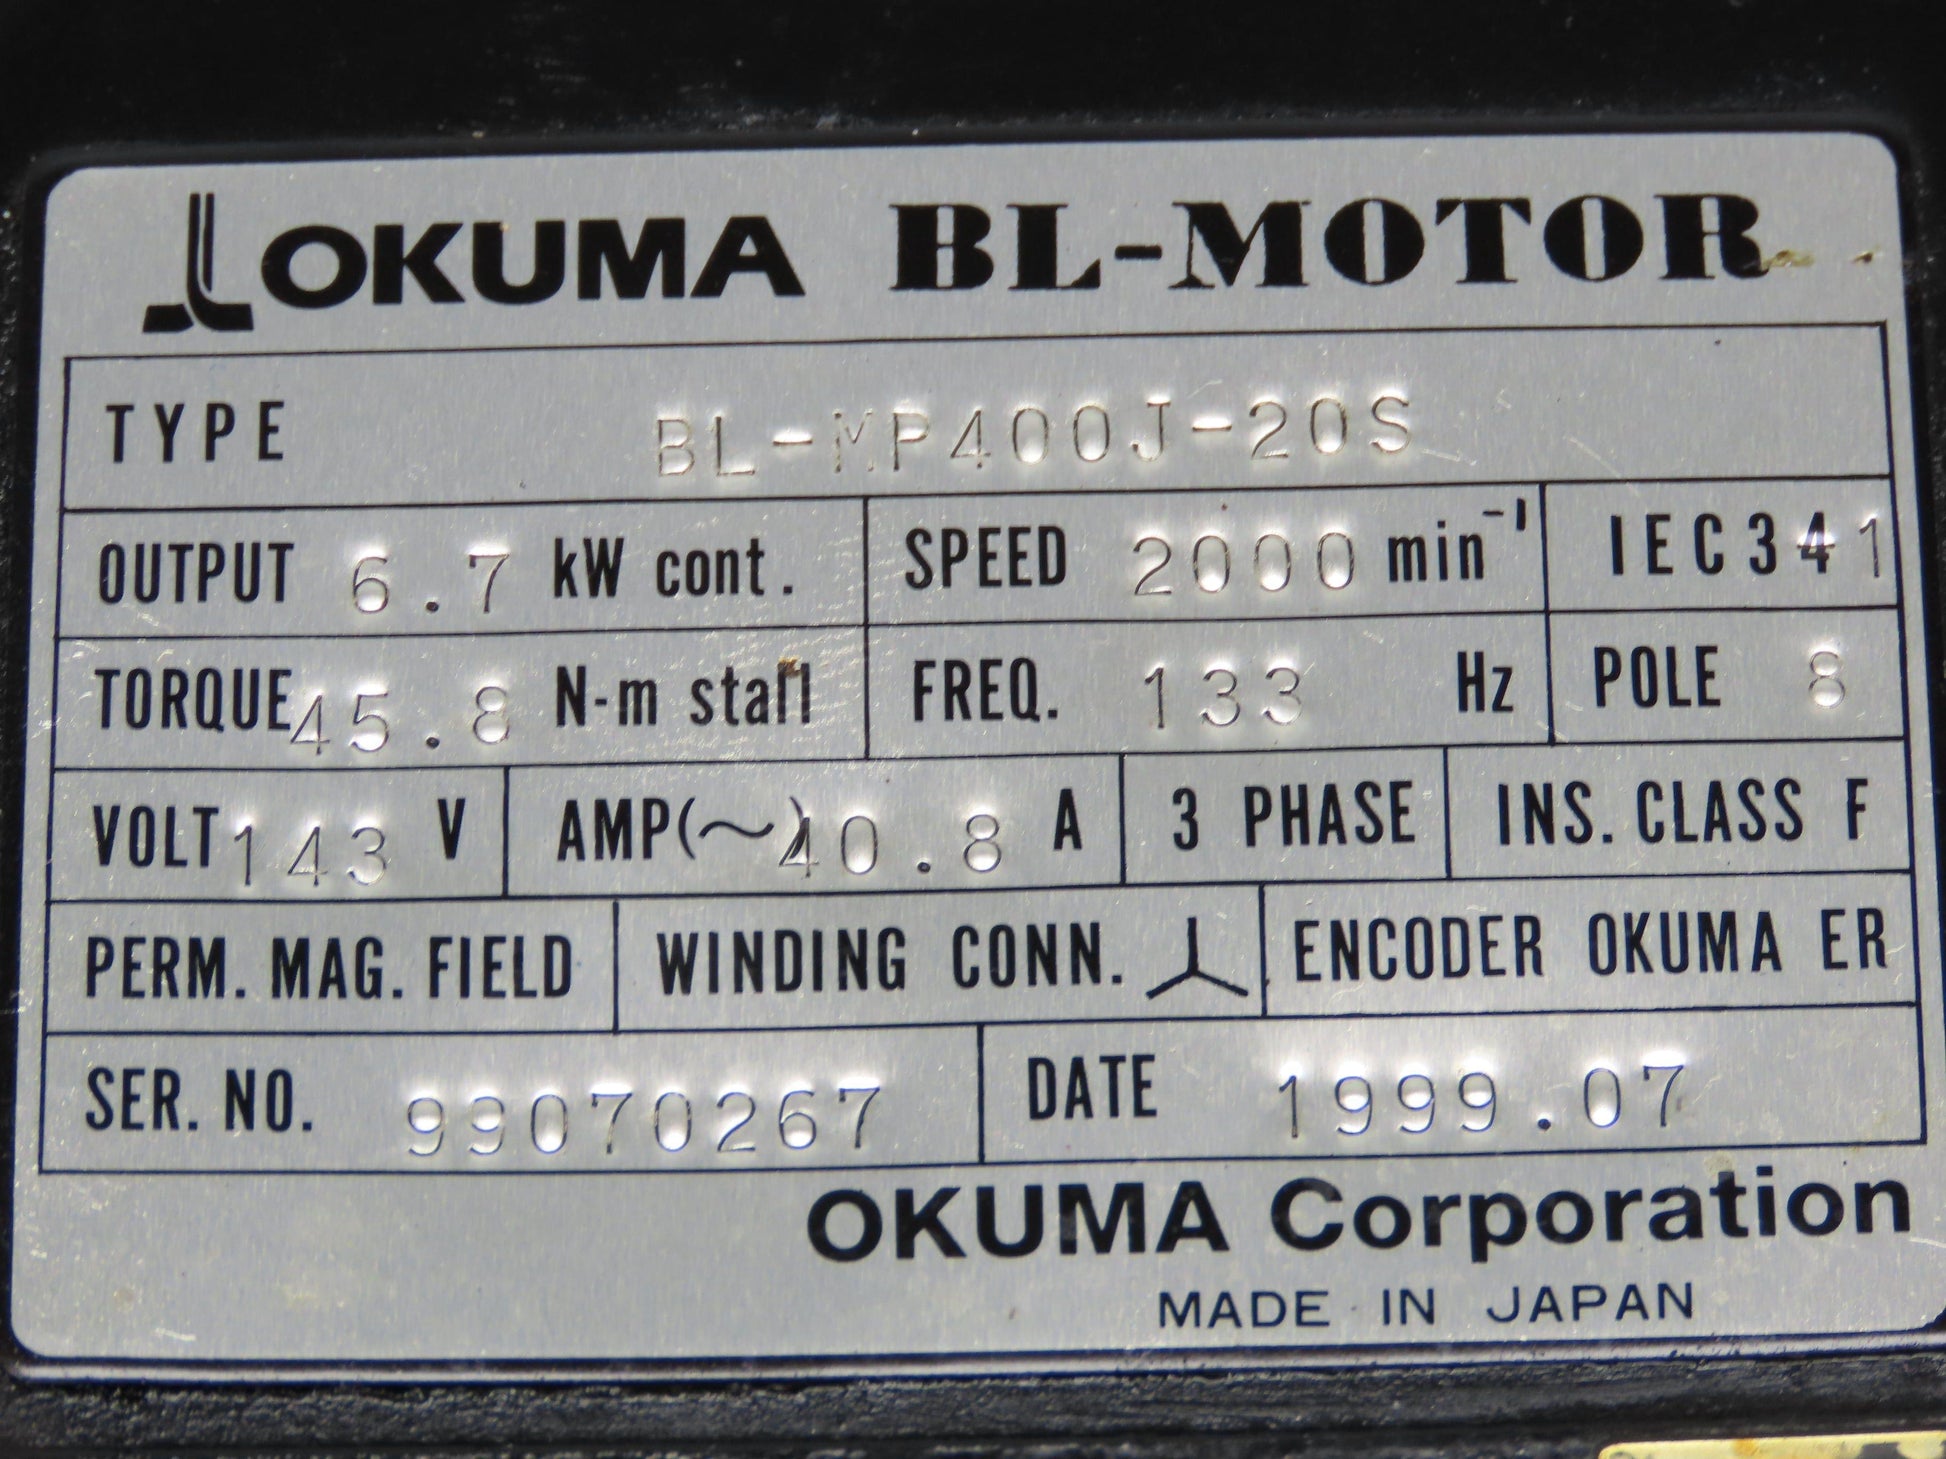 OKUMA BL-MOTOR
TYPE BL-MP400J-20S
OUTPUT 6.7 kW cont. SPEED 2000 min⁻¹ IEC34 1
TORQUE 45.8 N-m stall FREQ. 133 Hz POLE 8
VOLT 143 V AMP(~) 40.8 A 3 PHASE INS. CLASS F
PERM. MAG. FIELD WINDING CONN. ENCODER OKUMA ER
SER. NO. 99070267 DATE 1999.07
OKUMA Corporation
MADE IN JAPAN